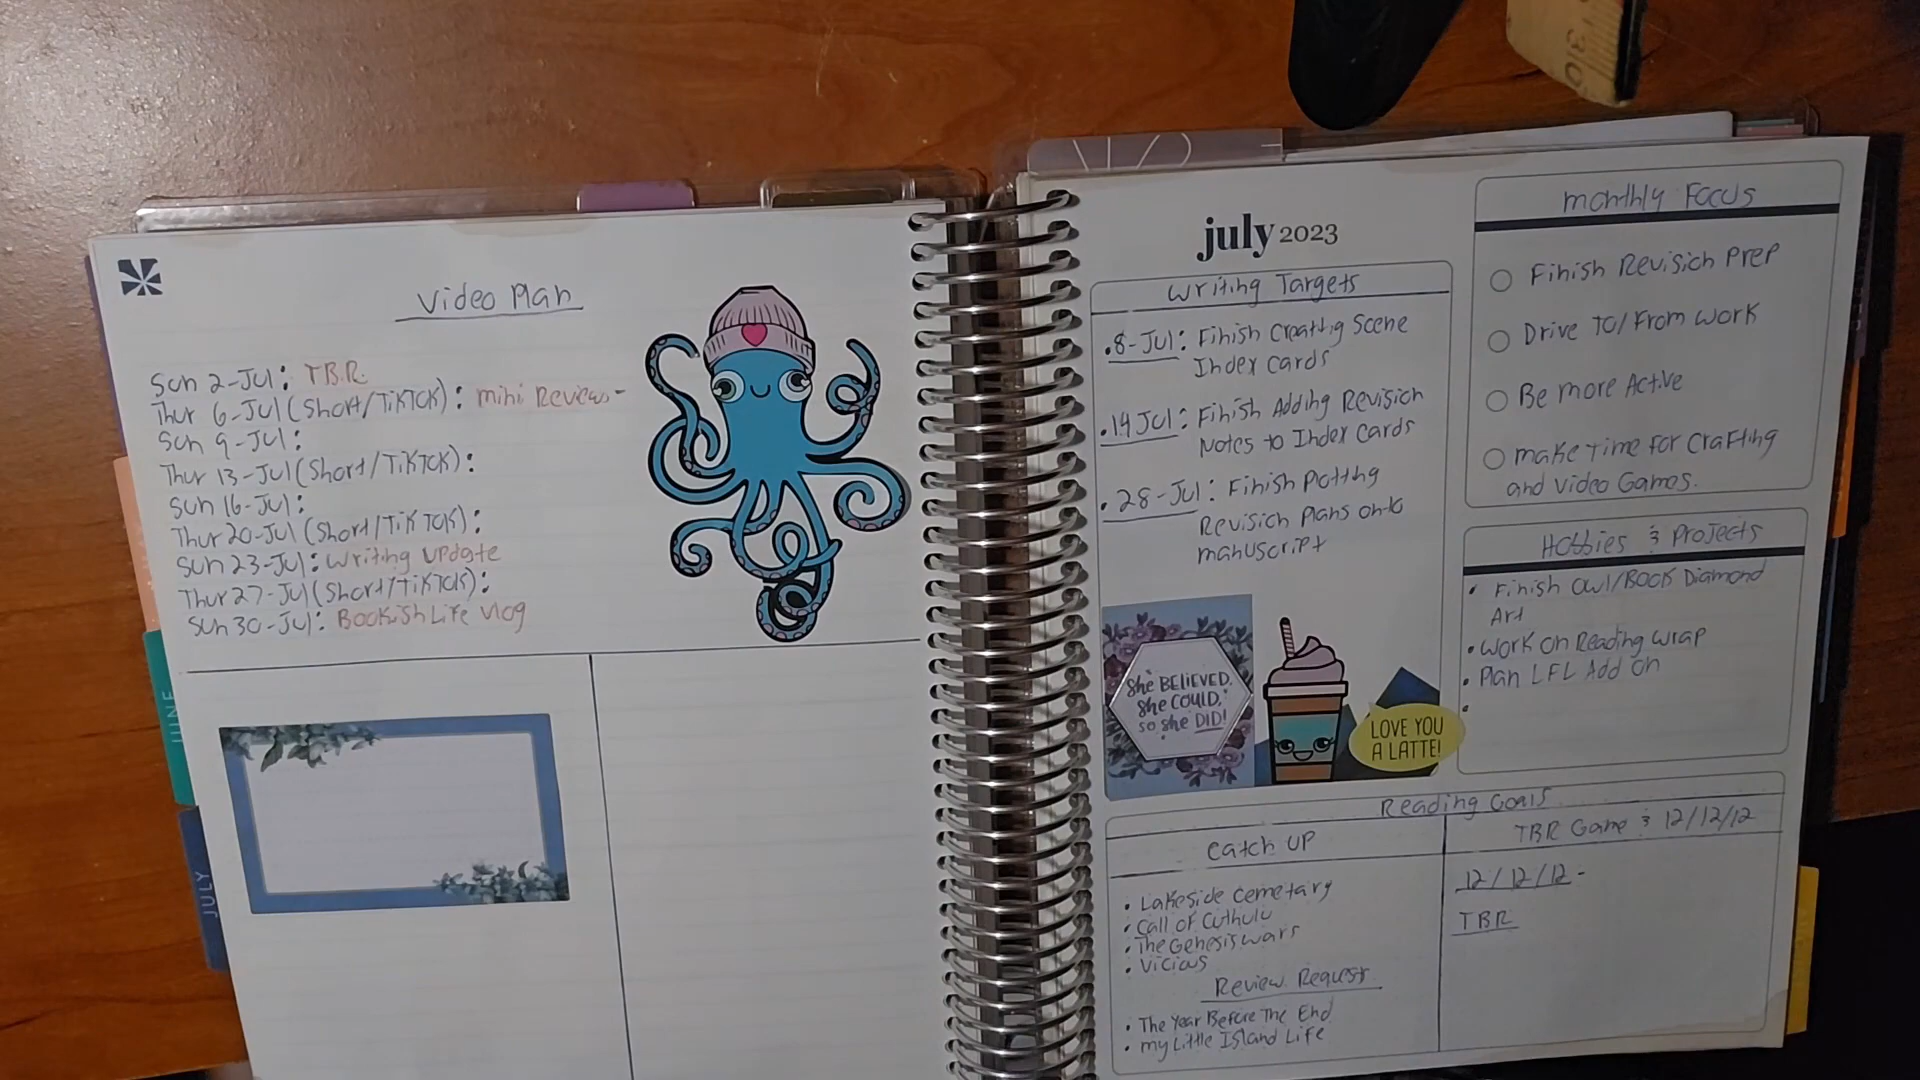 Video Plan
Sun 2-Jul: TBR
Thur 6-Jul (Short/TikTok): mini Review-
Sun 9-Jul:
Thur 13-Jul (Short/TikTok):
Sun 16-Jul:
Thur 20-Jul (Short/TikTok):
Sun 23-Jul: Writing Update
Thur 27-Jul (Short/TikTok):
Sun 30-Jul: Bookish Life Vlog
JUNE
JULY
july 2023
Writing Targets
• 8-Jul: Finish Creating Scene
Index Cards
• 14 Jul: Finish Adding Revision
Notes to Index Cards
• 28-Jul: Finish Plotting
Revision Plans onto
manuscript
She BELIEVED
She COULD,
so she DID!
LOVE YOU
A LATTE!
monthly Focus
Finish Revision Prep
Drive To/From Work
Be more Active
make time for Crafting
and Video Games.
Hobbies & Projects
• Finish Owl/Book Diamond
Art
• Work on Reading Wrap
• Plan LFL Add On
Reading Goals
Catch Up
• Lakeside Cemetairy
• Call of Cuthulu
• The Genesis Wars
• Vicious
Review Request
• The Year Before The End
• my Little Island Life
TBR Game & 12/12/12
12/12/12-
TBR
30